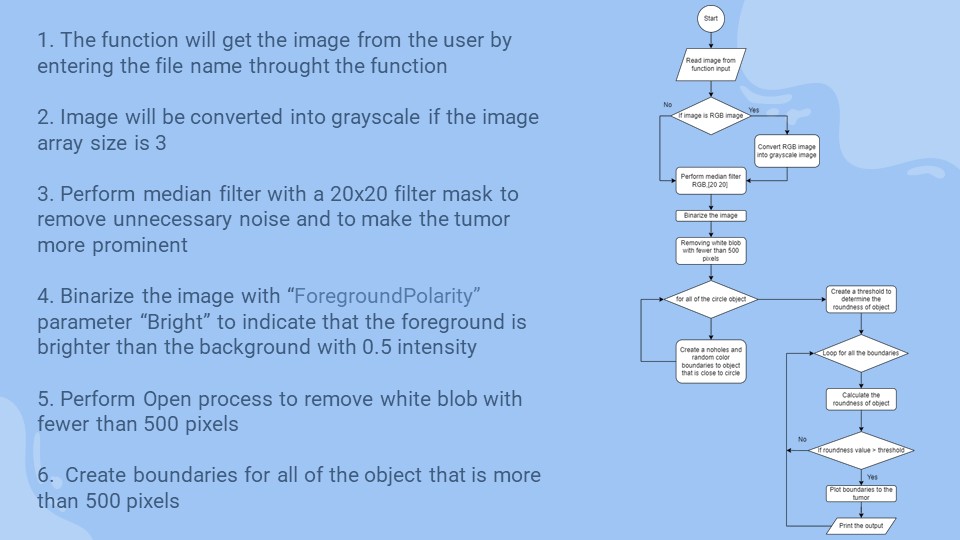 1. The function will get the image from the user by
entering the file name throught the function
2. Image will be converted into grayscale if the image
array size is 3
3. Perform median filter with a 20x20 filter mask to
remove unnecessary noise and to make the tumor
more prominent
4. Binarize the image with “ForegroundPolarity”
parameter “Bright” to indicate that the foreground is
brighter than the background with 0.5 intensity
5. Perform Open process to remove white blob with
fewer than 500 pixels
6. Create boundaries for all of the object that is more
than 500 pixels
Start
Read image from
function input
No
If image is RGB image
Yes
Convert RGB image
into grayscale image
Perform median filter
RGB,[20 20]
Binarize the image
Removing white blob
with fewer than 500
pixels
for all of the circle object
Create a noholes and
random color
boundaries to object
that is close to circle
Create a threshold to
determine the
roundness of object
Loop for all the boundaries
Calculate the
roundness of object
No
If roundness value > threshold
Yes
Plot boundaries to the
tumor
Print the output